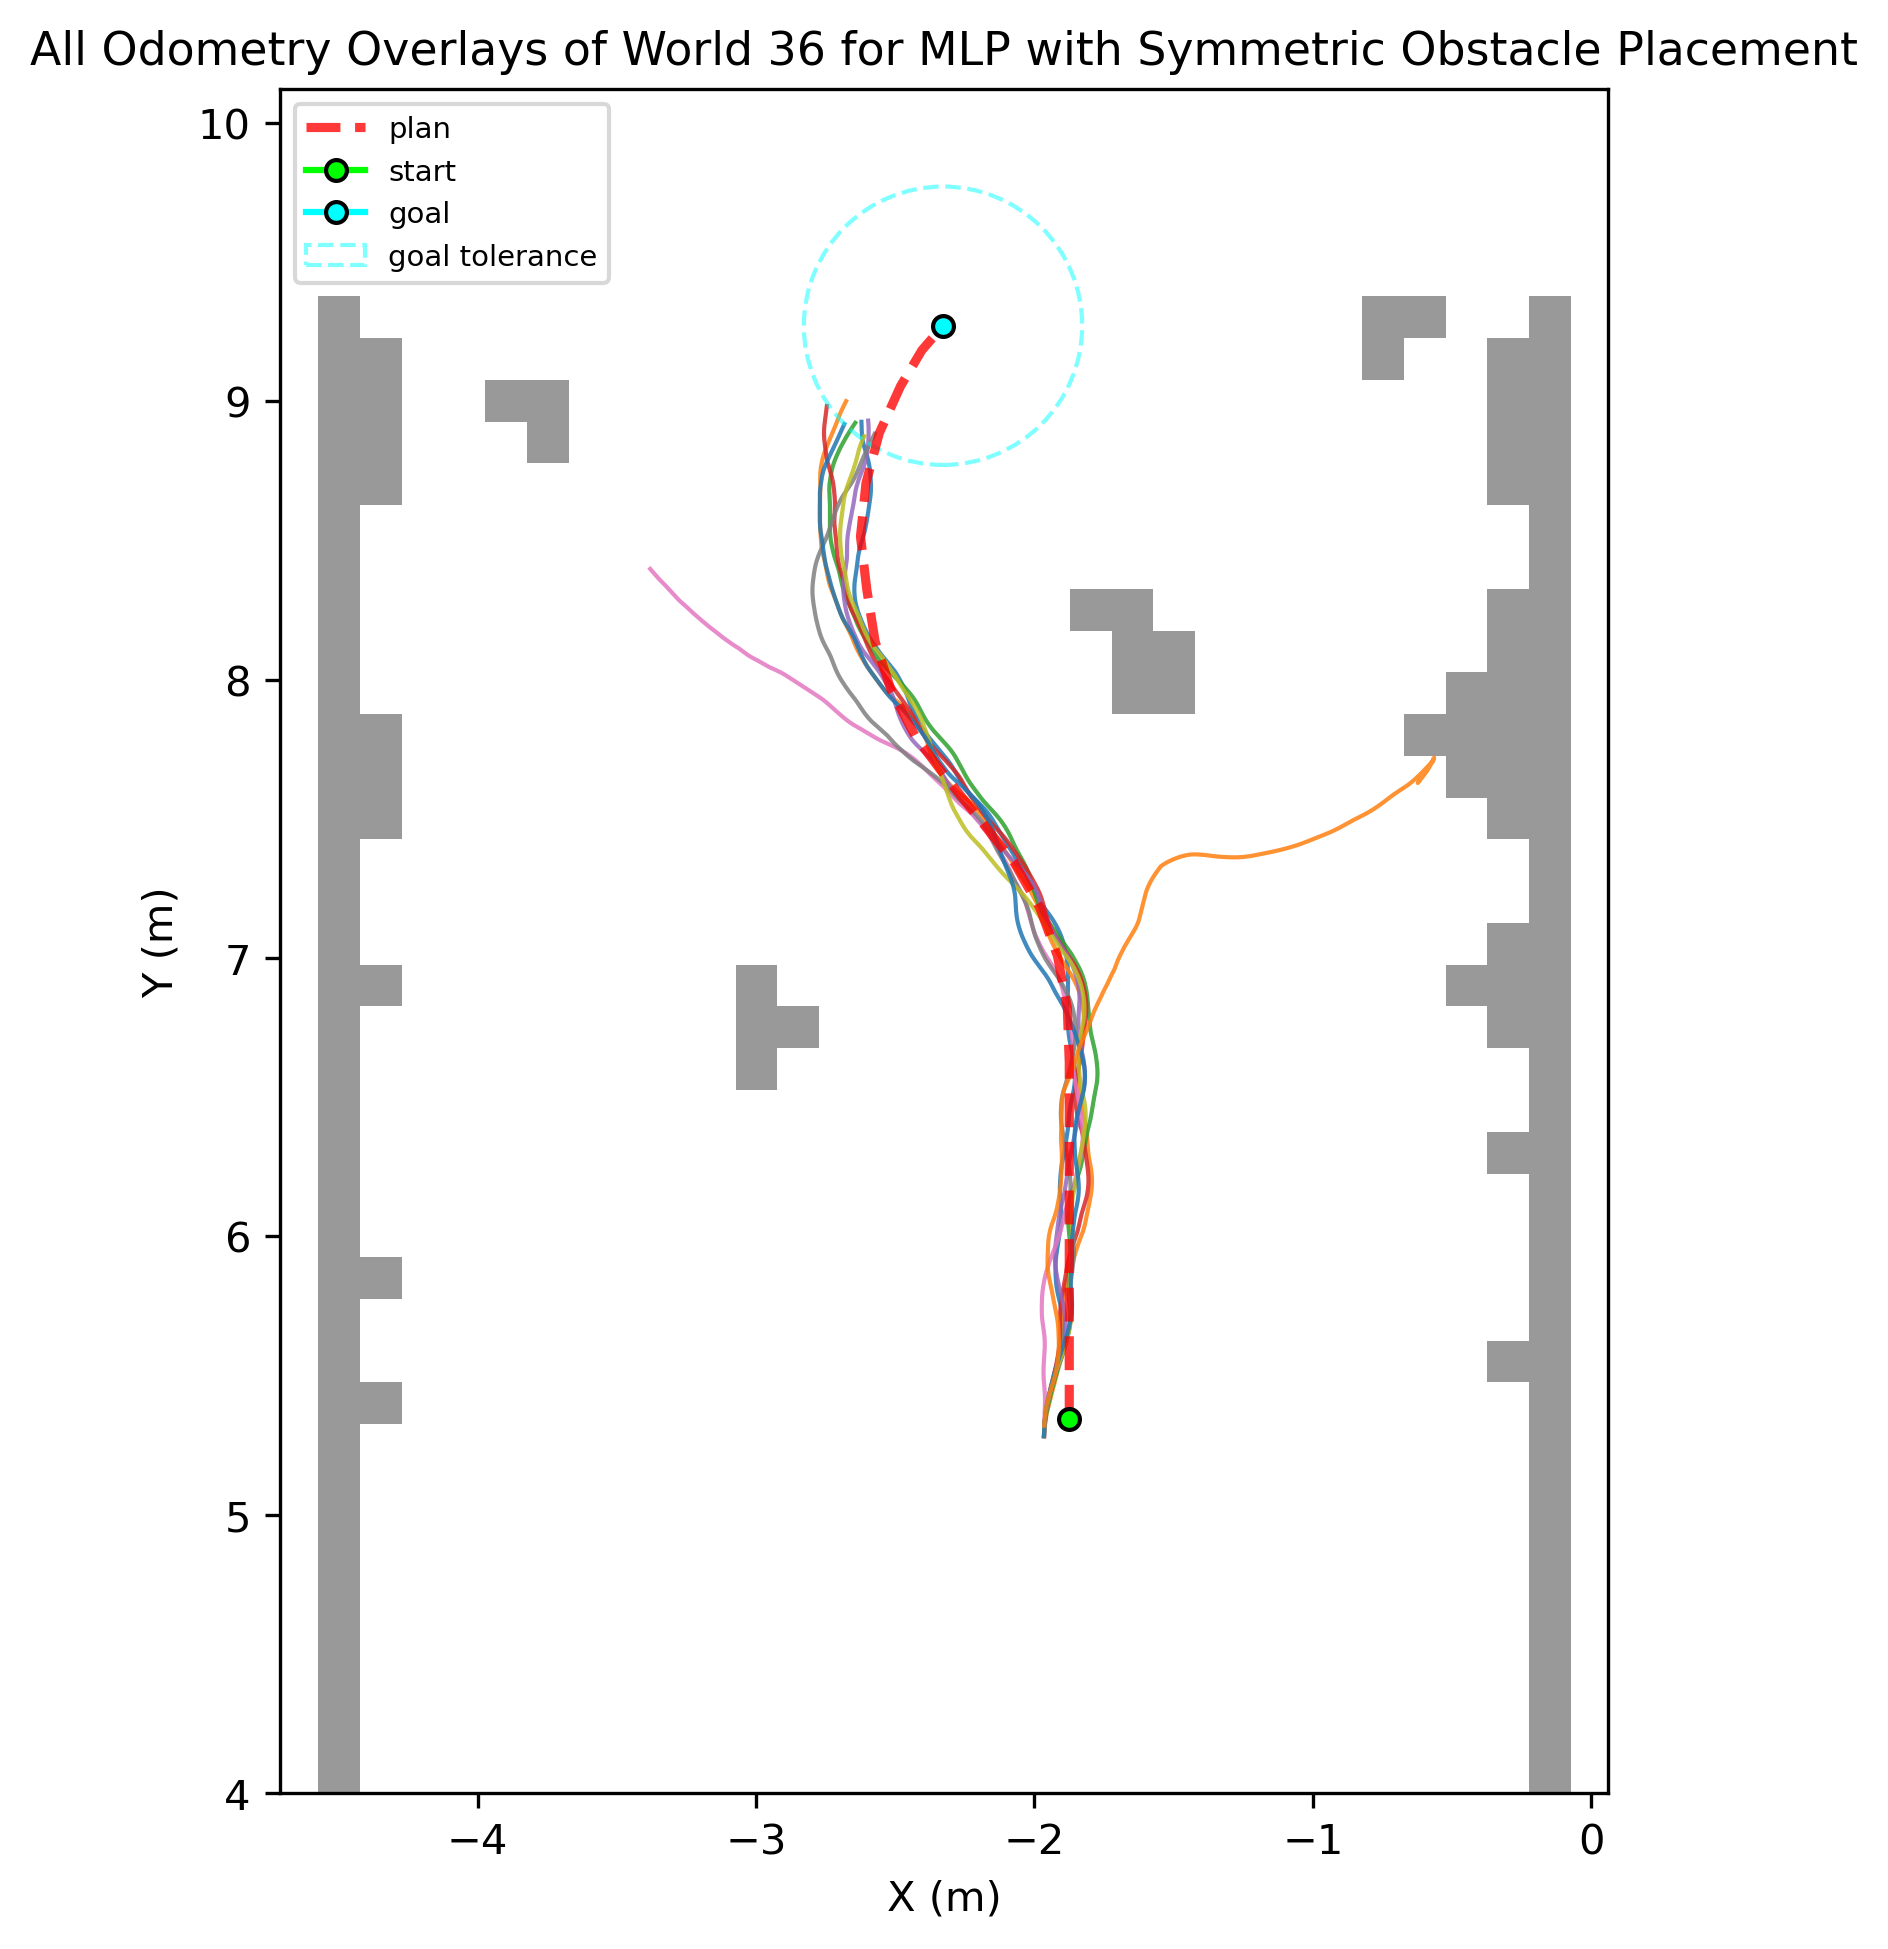 All Odometry Overlays of World 36 for MLP with Symmetric Obstacle Placement
plan
start
goal
goal tolerance
10
9
8
7
6
5
4
Y (m)
−4
−3
−2
−1
0
X (m)